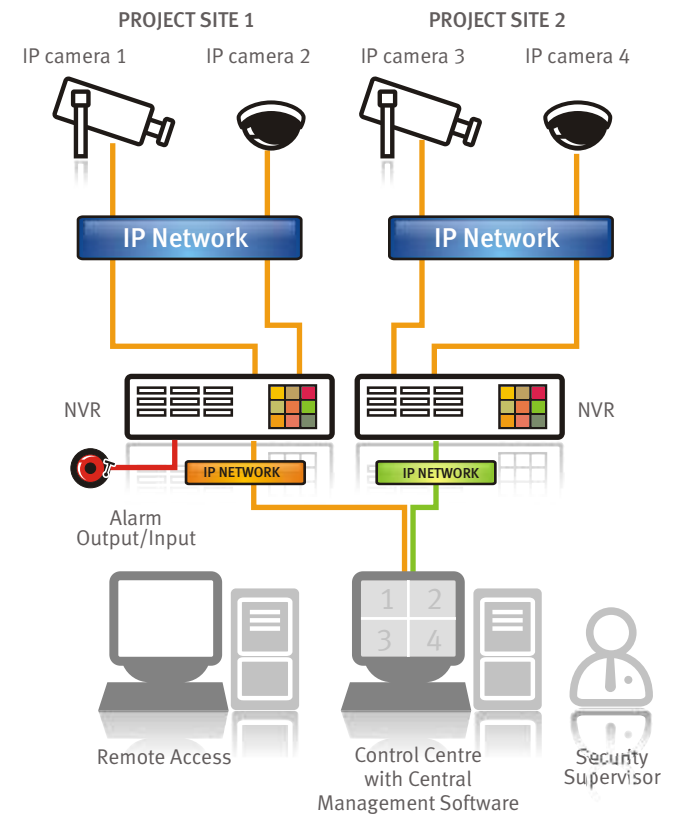 PROJECT SITE 1
PROJECT SITE 2
IP camera 1
IP camera 2
IP camera 3
IP camera 4
IP Network
IP Network
NVR
NVR
IP NETWORK
IP NETWORK
Alarm
Output/Input
1 2
3 4
Remote Access
Control Centre
with Central
Management Software
Security
Supervisor